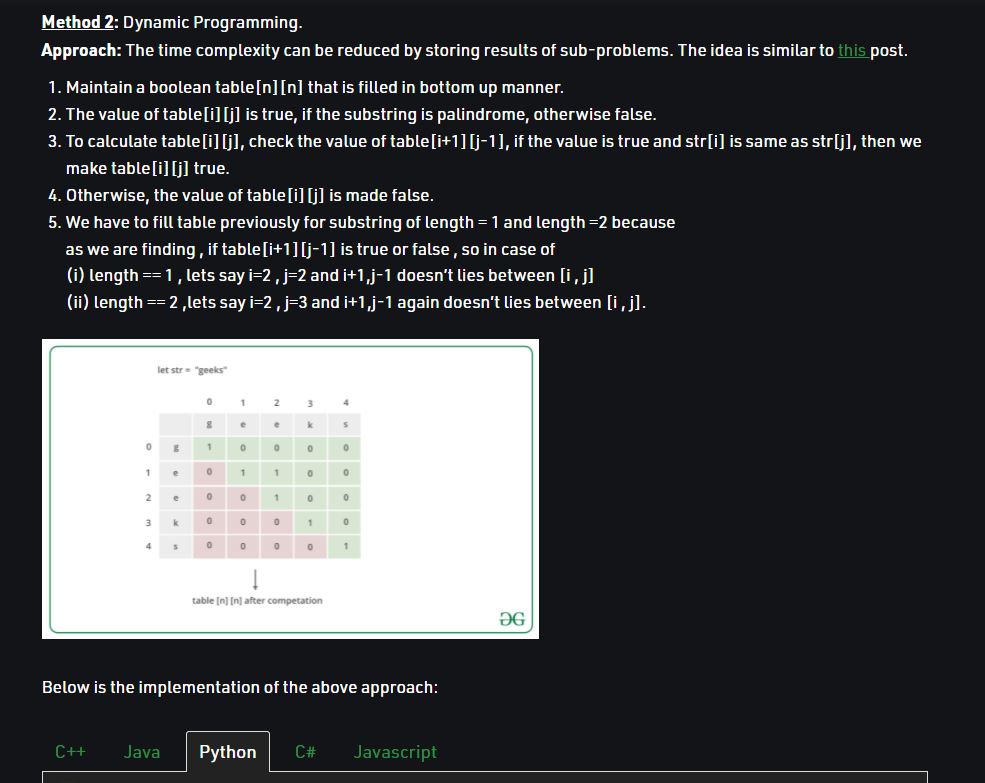 Method 2: Dynamic Programming.
Approach: The time complexity can be reduced by storing results of sub-problems. The idea is similar to this post.
1. Maintain a boolean table[n][n] that is filled in bottom up manner.
2. The value of table[i][j] is true, if the substring is palindrome, otherwise false.
3. To calculate table[i][j], check the value of table[i+1][j-1], if the value is true and str[i] is same as str[j], then we
make table[i][j] true.
4. Otherwise, the value of table[i][j] is made false.
5. We have to fill table previously for substring of length = 1 and length =2 because
as we are finding , if table[i+1][j-1] is true or false , so in case of
(i) length == 1 , lets say i=2 , j=2 and i+1,j-1 doesn't lies between [i , j]
(ii) length == 2 ,lets say i=2 , j=3 and i+1,j-1 again doesn't lies between [i , j].
let str = "geeks"
0 1 2 3 4
g e e k s
0 g 1 0 0 0 0
1 e 0 1 1 0 0
2 e 0 0 1 0 0
3 k 0 0 0 1 0
4 s 0 0 0 0 1
table [n] [n] after competation
Below is the implementation of the above approach:
C++ Java Python C# Javascript